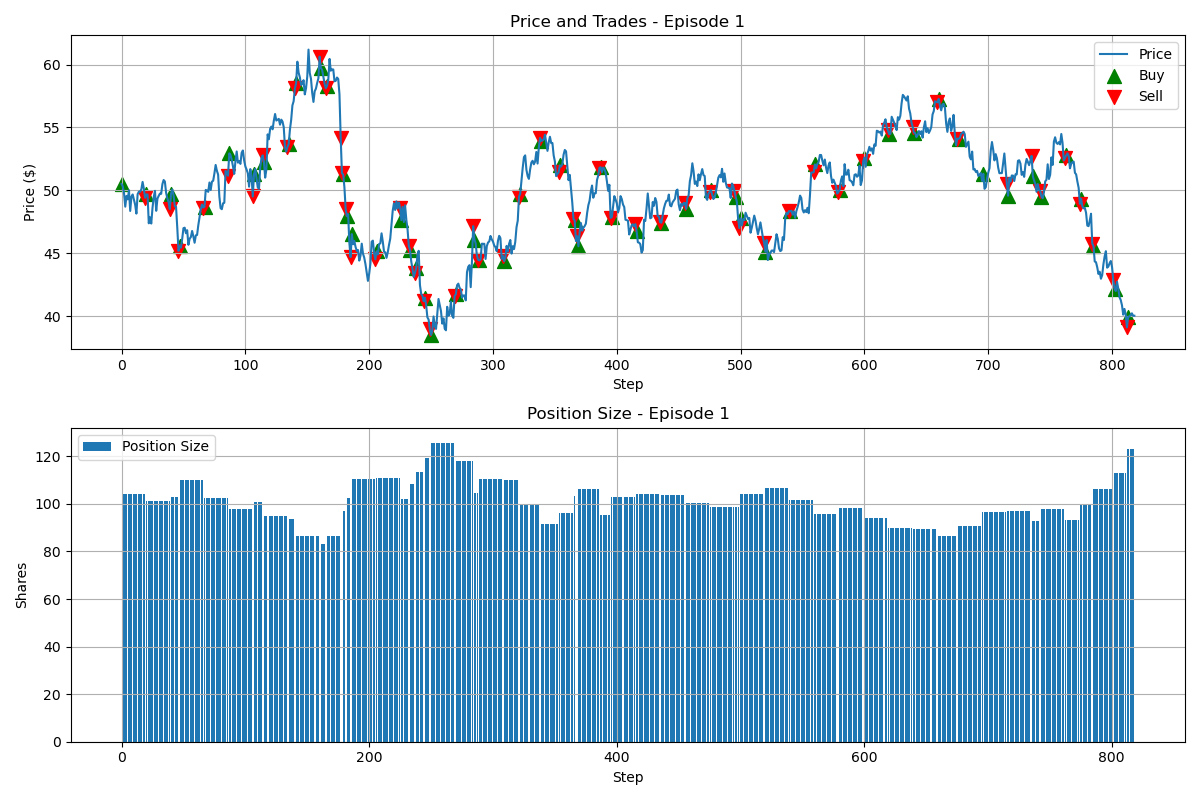 Price and Trades - Episode 1
Price ($)
60
55
50
45
40
Price
Buy
Sell
0 100 200 300 400 500 600 700 800
Step
Position Size - Episode 1
Shares
120
100
80
60
40
20
0
Position Size
0 200 400 600 800
Step